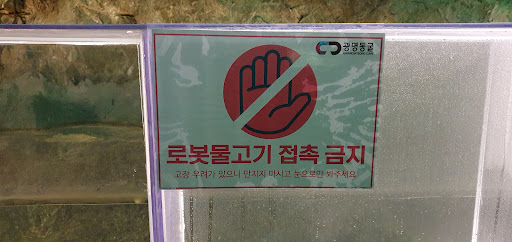 광명동굴
로봇물고기 접촉 금지
고장 우려가 있으니 만지지 마시고 눈으로만 봐주세요